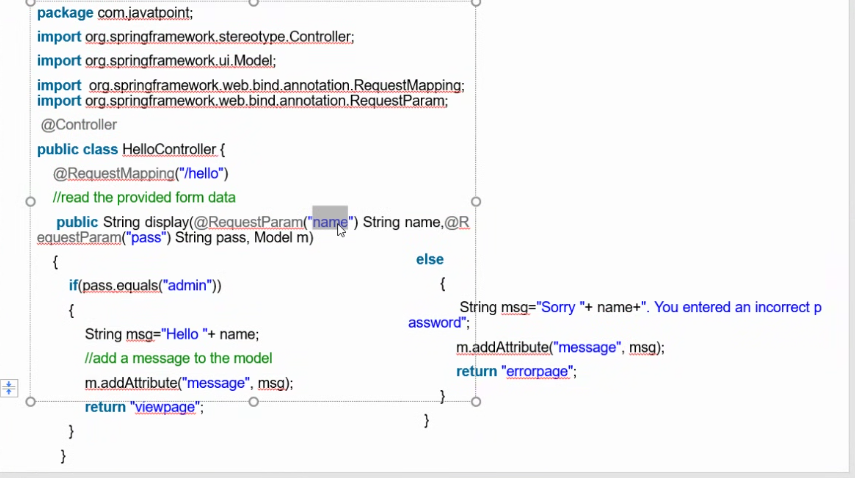 package com.javatpoint;
import org.springframework.stereotype.Controller;
import org.springframework.ui.Model;
import org.springframework.web.bind.annotation.RequestMapping;
import org.springframework.web.bind.annotation.RequestParam;
@Controller
public class HelloController {
@RequestMapping("/hello")
//read the provided form data
public String display(@RequestParam("name") String name,@R
equestParam("pass") String pass, Model m)
{
if(pass.equals("admin"))
{
String msg="Hello "+ name;
//add a message to the model
m.addAttribute("message", msg);
return "viewpage";
}
}
else
{
String msg="Sorry "+ name+". You entered an incorrect p
assword";
m.addAttribute("message", msg);
return "errorpage";
}
}